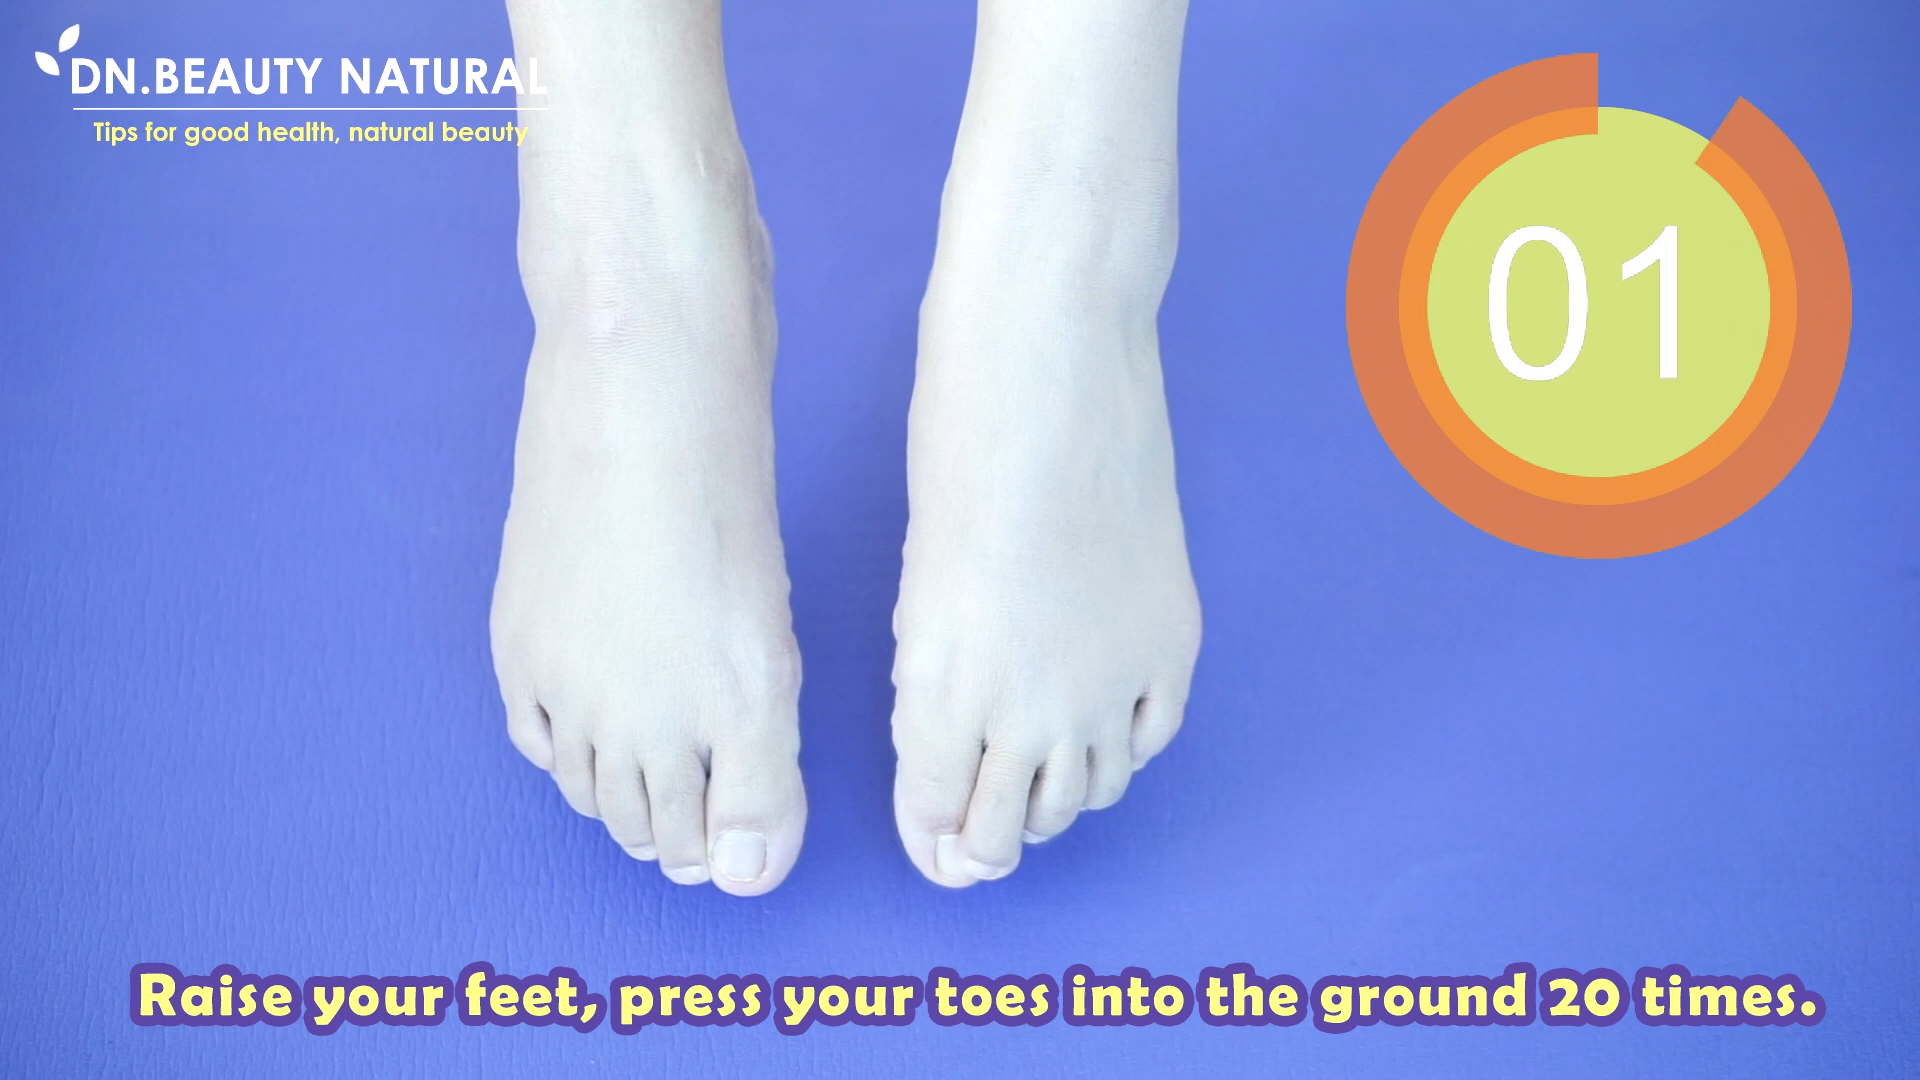 DN.BEAUTY NATURAL
Tips for good health, natural beauty
01
Raise your feet, press your toes into the ground 20 times.